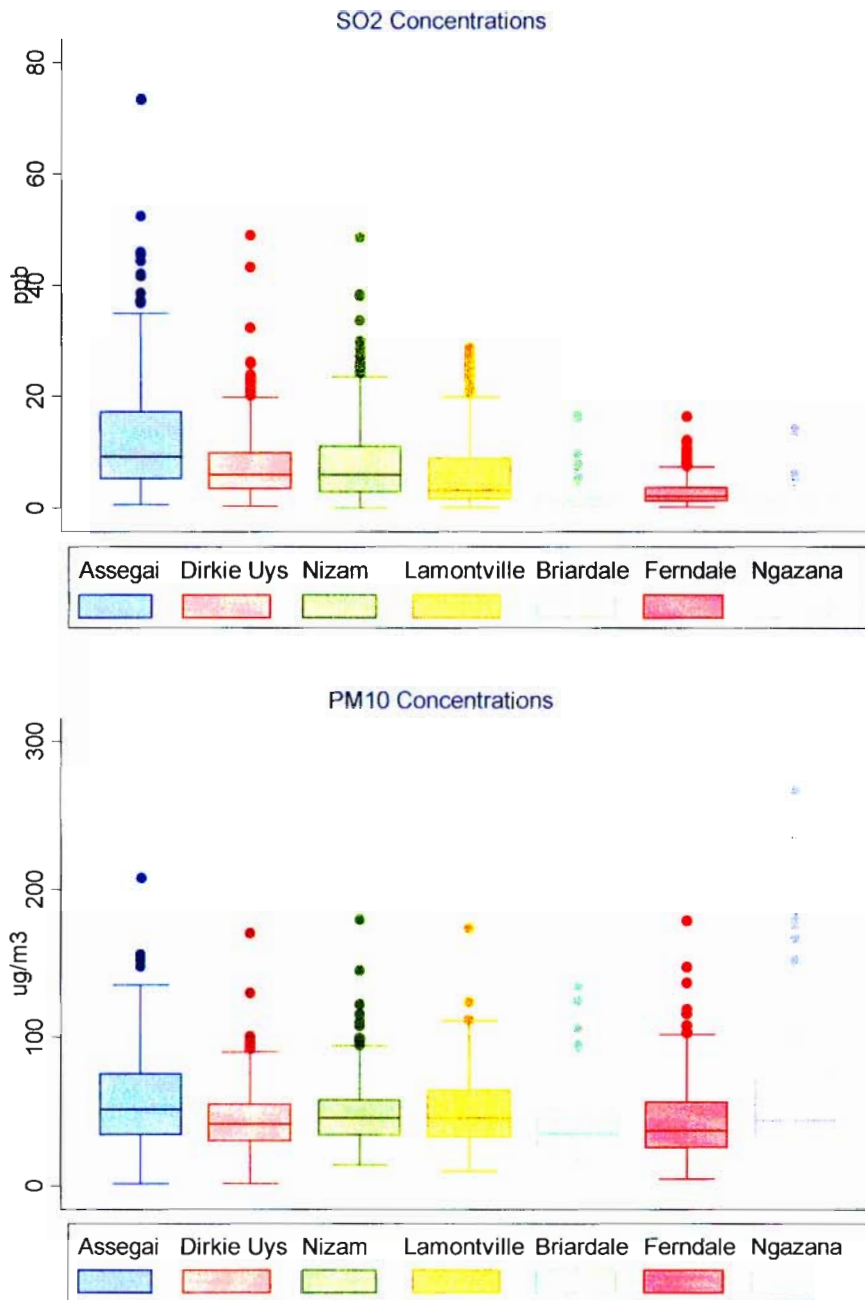 SO2 Concentrations
80
60
40
20
0
ppb
Assegai Dirkie Uys Nizam Lamontville Briardale Ferndale Ngazana
PM10 Concentrations
300
200
100
0
ug/m3
Assegai Dirkie Uys Nizam Lamontville Briardale Ferndale Ngazana